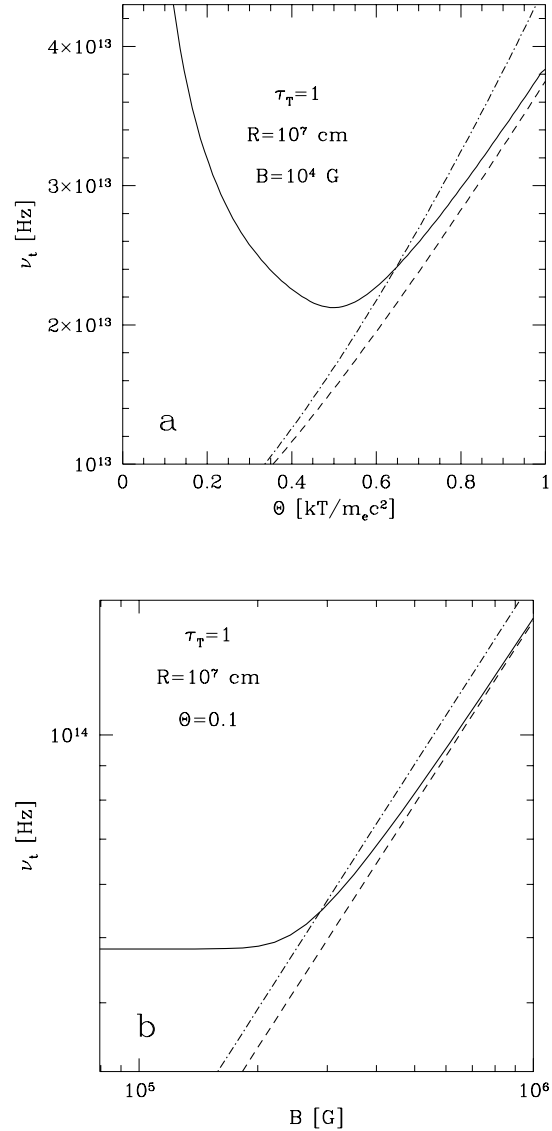 4×10¹³
3×10¹³
2×10¹³
10¹³
ν_t [Hz]
τ_T=1
R=10⁷ cm
B=10⁴ G
a
0 0.2 0.4 0.6 0.8 1
Θ [kT/m_ec²]
τ_T=1
R=10⁷ cm
Θ=0.1
10¹⁴
ν_t [Hz]
b
10⁵ 10⁶
B [G]